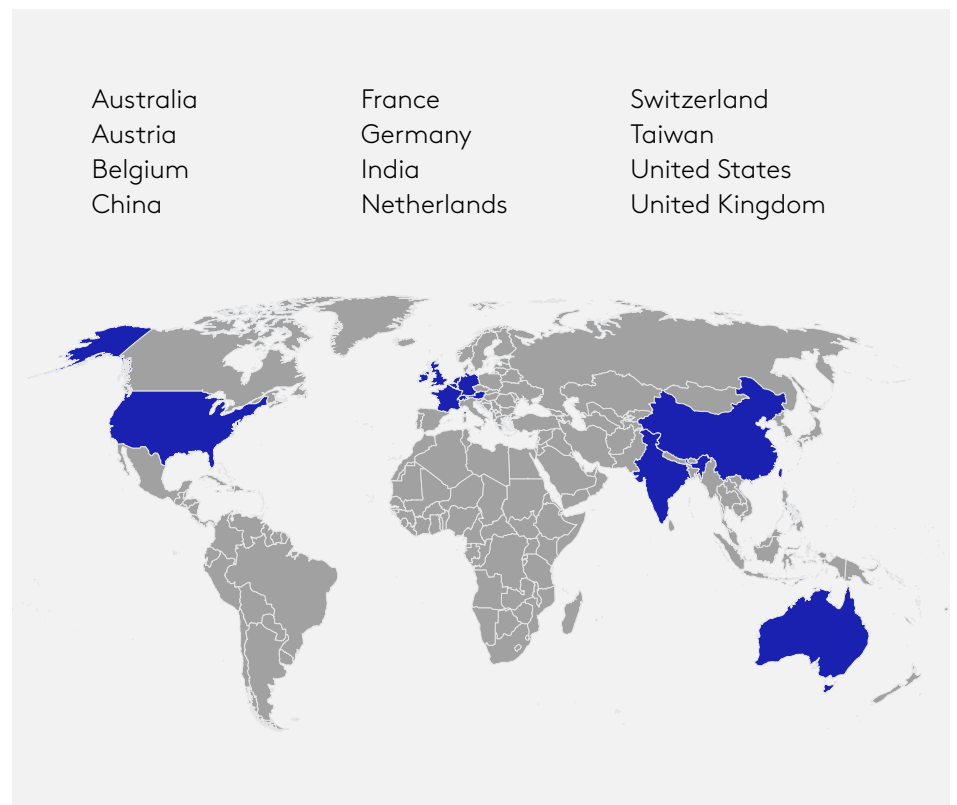 Australia
Austria
Belgium
China
France
Germany
India
Netherlands
Switzerland
Taiwan
United States
United Kingdom